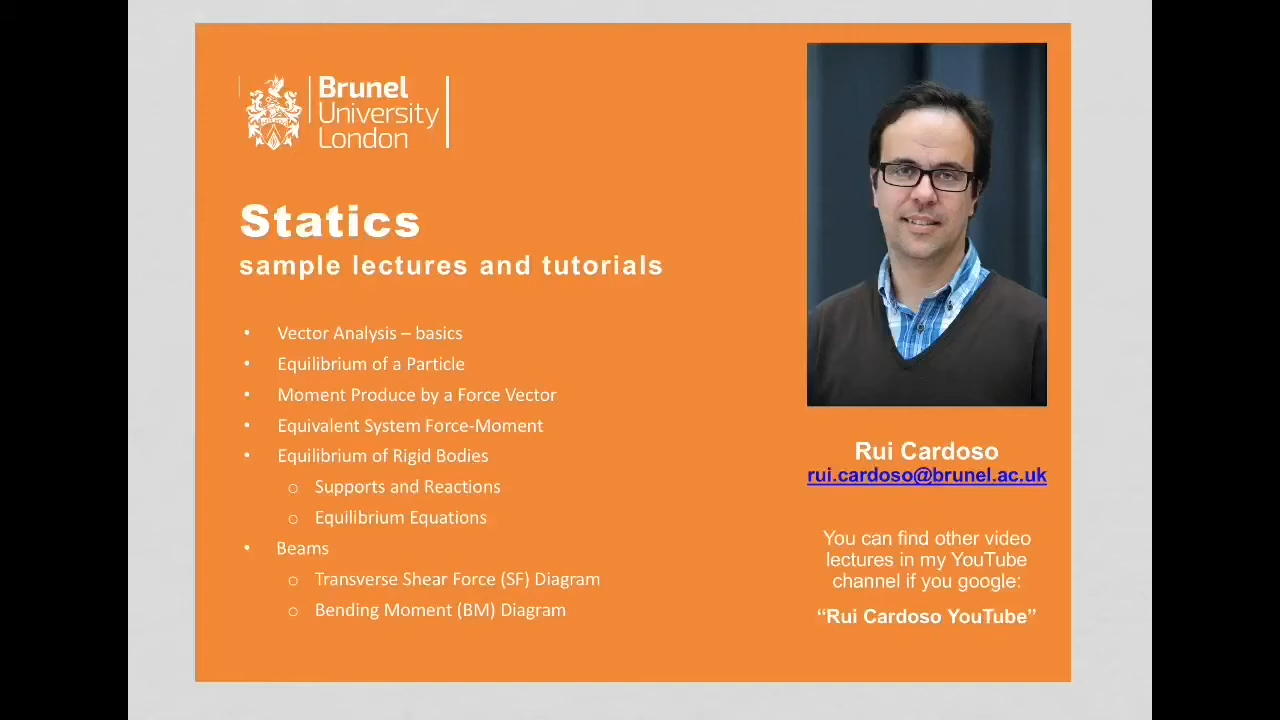 Brunel
University
London
Statics
sample lectures and tutorials
• Vector Analysis – basics
• Equilibrium of a Particle
• Moment Produce by a Force Vector
• Equivalent System Force-Moment
• Equilibrium of Rigid Bodies
o Supports and Reactions
o Equilibrium Equations
• Beams
o Transverse Shear Force (SF) Diagram
o Bending Moment (BM) Diagram
Rui Cardoso
rui.cardoso@brunel.ac.uk
You can find other video
lectures in my YouTube
channel if you google:
“Rui Cardoso YouTube”